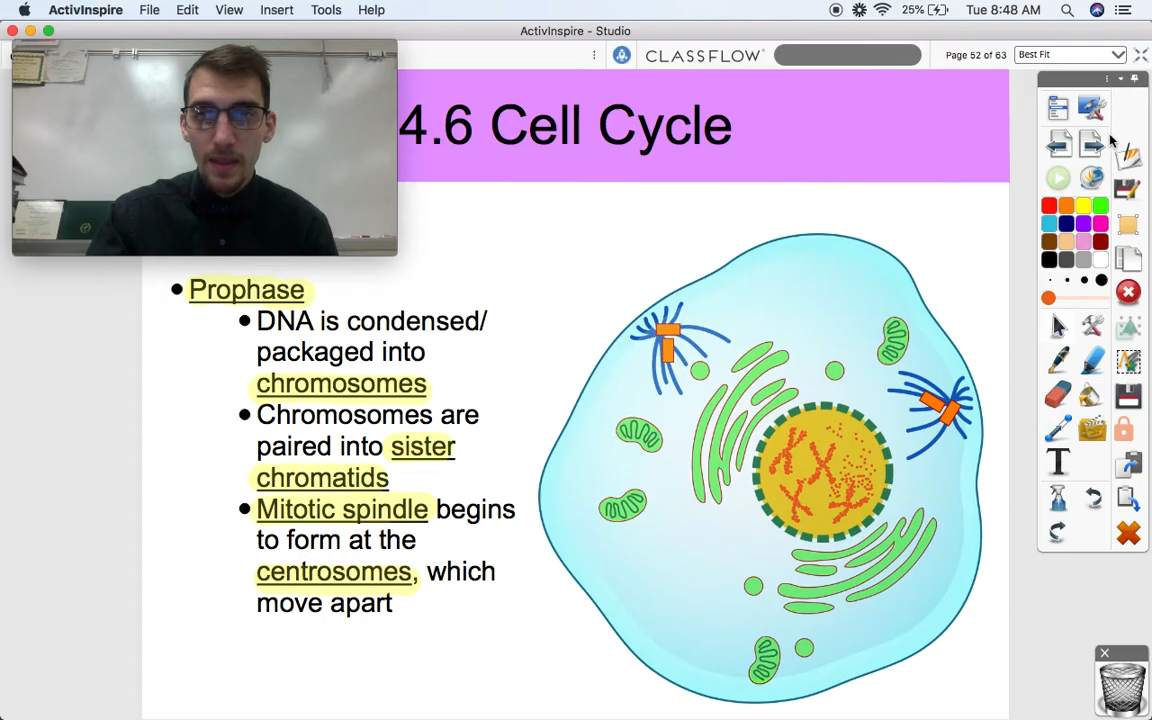 ActivInspire File Edit View Insert Tools Help 25% Tue 8:48 AM
ActivInspire - Studio
CLASSFLOW Page 52 of 63 Best Fit
4.6 Cell Cycle
• Prophase
• DNA is condensed/
packaged into
chromosomes
• Chromosomes are
paired into sister
chromatids
• Mitotic spindle begins
to form at the
centrosomes, which
move apart
T